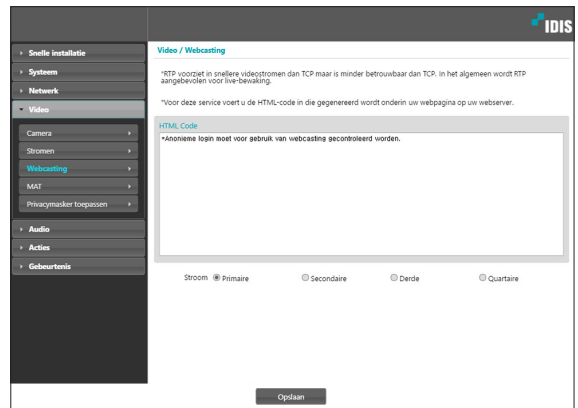 IDIS
Snelle installatie
Systeem
Netwerk
Video
Camera
Stromen
Webcasting
MAT
Privacymasker toepassen
Audio
Acties
Gebeurtenis
Video / Webcasting
*RTP voorziet in snellere videostromen dan TCP maar is minder betrouwbaar dan TCP. In het algemeen wordt RTP
aangebevolen voor live-bewaking.
*Voor deze service voert u de HTML-code in die gegenereerd wordt onderin uw webpagina op uw webserver.
HTML Code
*Anonieme login moet voor gebruik van webcasting gecontroleerd worden.
Stroom Primaire Secondaire Derde Quartaire
Opslaan